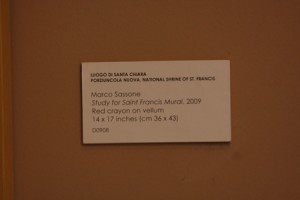 LUOGO DI SANTA CHIARA
PORZIUNCOLA NUOVA, NATIONAL SHRINE OF ST. FRANCIS
Marco Sassone
Study for Saint Francis Mural, 2009
Red crayon on vellum
14 x 17 inches (cm 36 x 43)